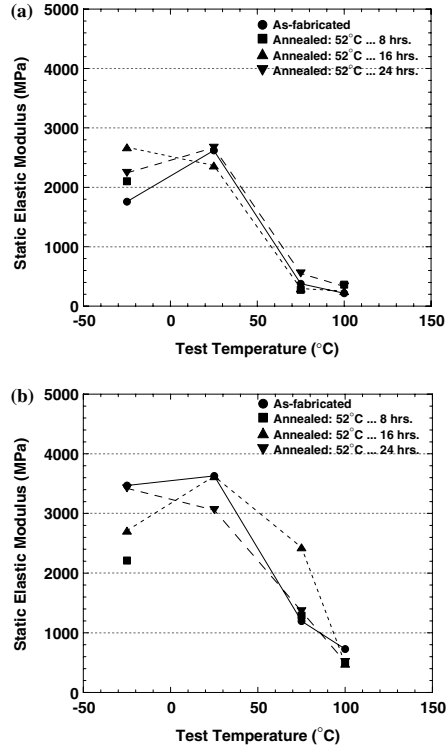 (a)
5000
4000
3000
2000
1000
0
Static Elastic Modulus (MPa)
As-fabricated
Annealed: 52°C ... 8 hrs.
Annealed: 52°C ... 16 hrs.
Annealed: 52°C ... 24 hrs.
-50 0 50 100 150
Test Temperature (°C)
(b)
5000
4000
3000
2000
1000
0
Static Elastic Modulus (MPa)
As-fabricated
Annealed: 52°C ... 8 hrs.
Annealed: 52°C ... 16 hrs.
Annealed: 52°C ... 24 hrs.
-50 0 50 100 150
Test Temperature (°C)